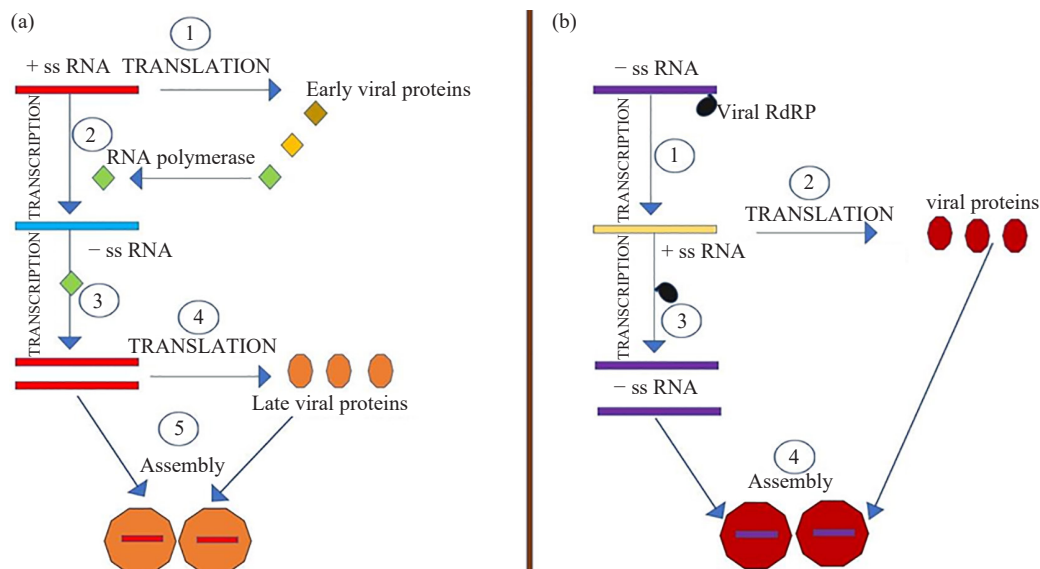 (a)
1
+ ss RNA
TRANSLATION
Early viral proteins
TRANSCRIPTION
2
RNA polymerase
− ss RNA
TRANSCRIPTION
3
4
TRANSLATION
Late viral proteins
5
Assembly
(b)
− ss RNA
Viral RdRP
TRANSCRIPTION
1
2
TRANSLATION
viral proteins
+ ss RNA
TRANSCRIPTION
3
− ss RNA
4
Assembly